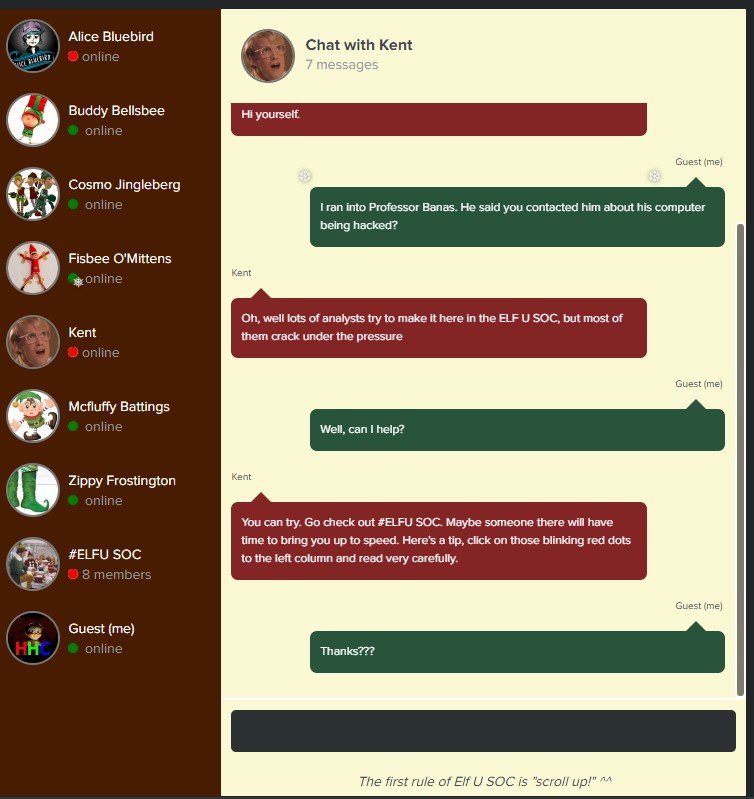 Alice Bluebird
online
Buddy Bellsbee
online
Cosmo Jingleberg
online
Fisbee O'Mittens
online
Kent
online
Mcfluffy Battings
online
Zippy Frostington
online
#ELFU SOC
8 members
Guest (me)
HHC
online
Chat with Kent
7 messages
Hi yourself.
Guest (me)
I ran into Professor Banas. He said you contacted him about his computer
being hacked?
Kent
Oh, well lots of analysts try to make it here in the ELF U SOC, but most of
them crack under the pressure
Guest (me)
Well, can I help?
Kent
You can try. Go check out #ELFU SOC. Maybe someone there will have
time to bring you up to speed. Here's a tip, click on those blinking red dots
to the left column and read very carefully.
Guest (me)
Thanks???
The first rule of Elf U SOC is "scroll up!" ^^